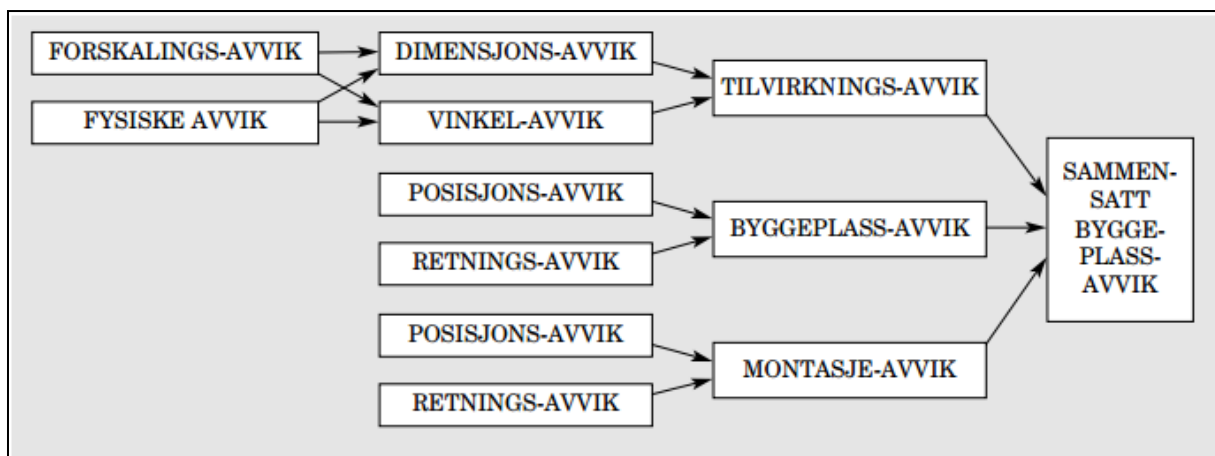 FORSKALINGS-AVVIK
FYSISKE AVVIK
DIMENSJONS-AVVIK
VINKEL-AVVIK
POSISJONS-AVVIK
RETNINGS-AVVIK
POSISJONS-AVVIK
RETNINGS-AVVIK
TILVIRKNINGS-AVVIK
BYGGEPLASS-AVVIK
MONTASJE-AVVIK
SAMMEN-
SATT
BYGGE-
PLASS-
AVVIK